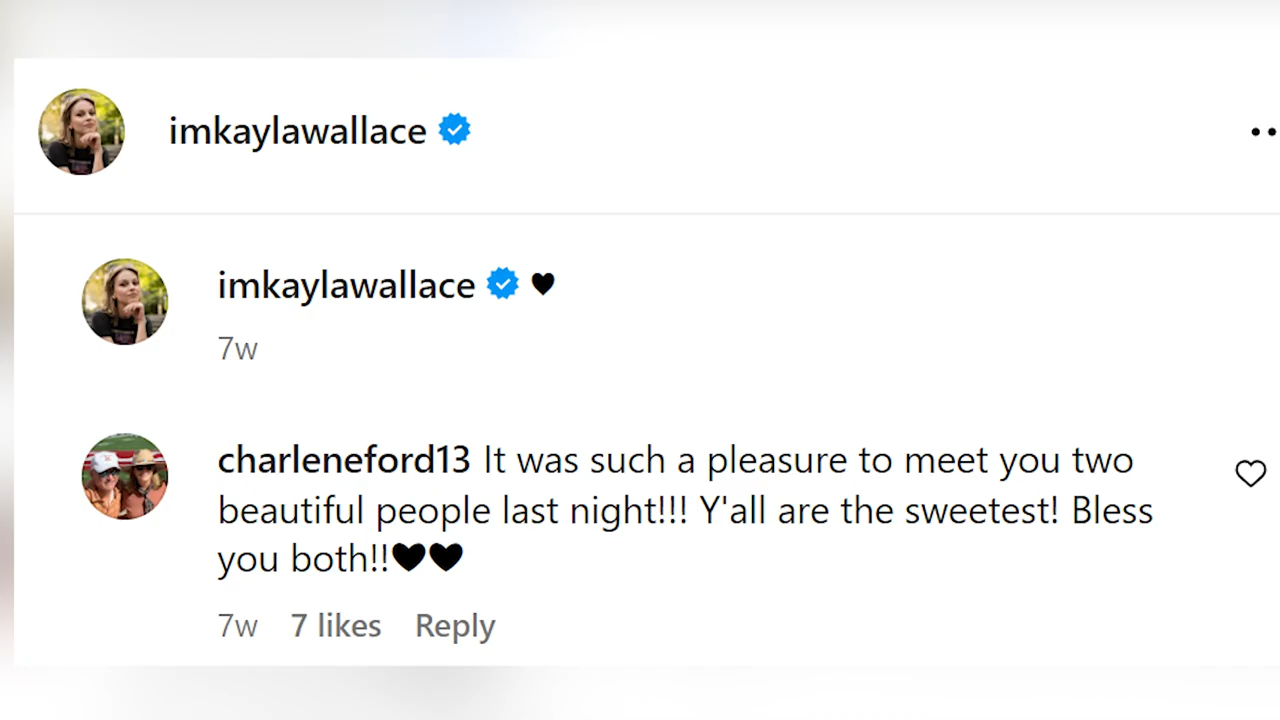 imkaylawallace
imkaylawallace 🖤
7w
charleneford13 It was such a pleasure to meet you two
beautiful people last night!!! Y'all are the sweetest! Bless
you both!!🖤🖤
7w 7 likes Reply